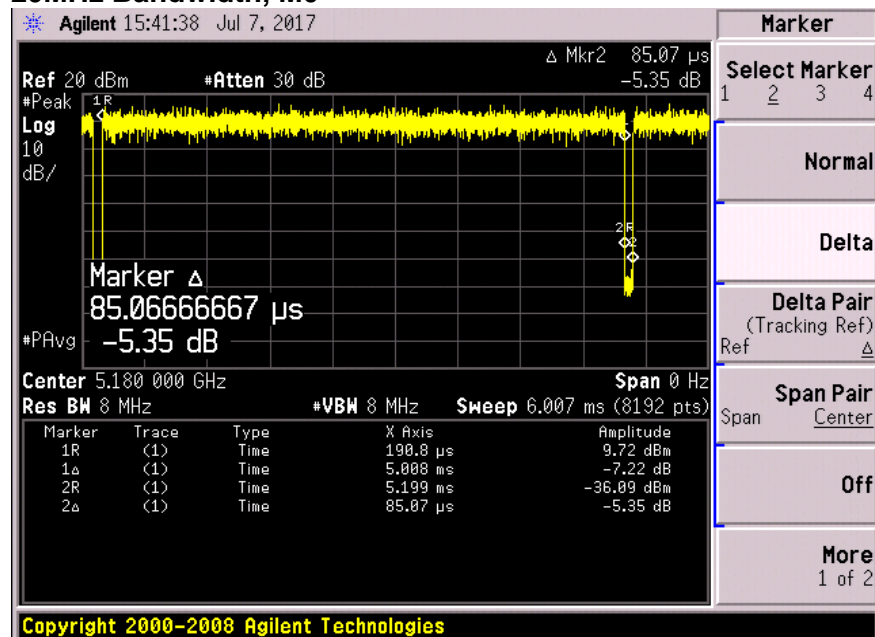 Agilent 15:41:38 Jul 7, 2017
Marker
Δ Mkr2 85.07 µs
Ref 20 dBm #Atten 30 dB -5.35 dB
Select Marker
1 2 3 4
#Peak
Log
10
dB/
1R
Normal
2R
2
Delta
Marker Δ
85.06666667 µs
-5.35 dB
#PAvg
Delta Pair
(Tracking Ref)
Ref Δ
Center 5.180 000 GHz Span 0 Hz
Res BW 8 MHz #VBW 8 MHz Sweep 6.007 ms (8192 pts)
Span Pair
Span Center
Marker Trace Type X Axis Amplitude
1R (1) Time 190.8 µs 9.72 dBm
1Δ (1) Time 5.008 ms -7.22 dB
2R (1) Time 5.199 ms -36.09 dBm
2Δ (1) Time 85.07 µs -5.35 dB
Off
More
1 of 2
Copyright 2000-2008 Agilent Technologies